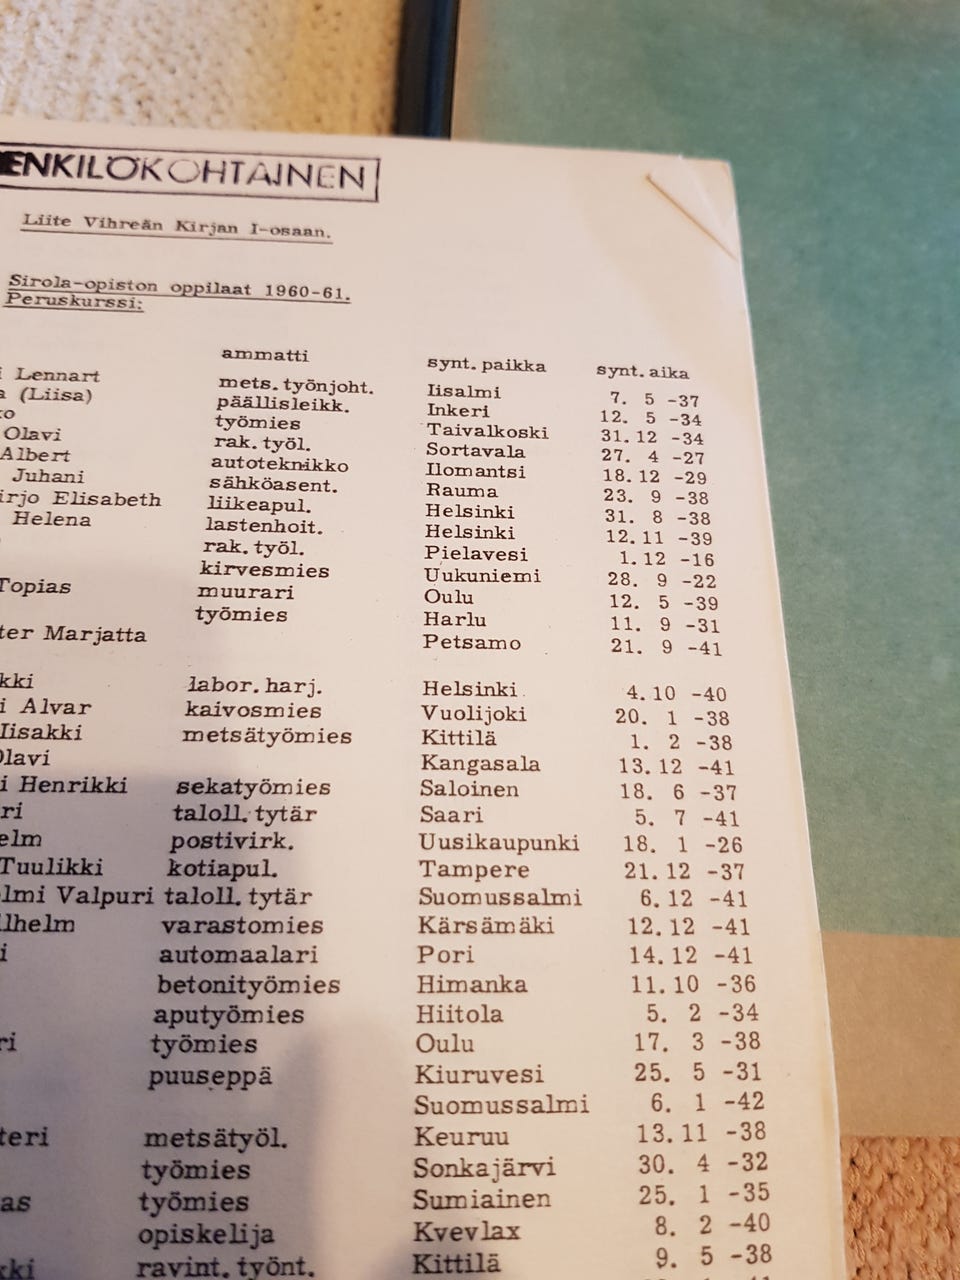 ENKILÖKOHTAINEN
Liite Vihreän Kirjan I-osaan.
Sirola-opiston oppilaat 1960-61.
Peruskurssi:
ammatti synt.paikka synt.aika
i Lennart mets.työnjoht. Iisalmi 7. 5 -37
a (Liisa) päällisleikk. Inkeri 12. 5 -34
ko työmies Taivalkoski 31.12 -34
Olavi rak.työl. Sortavala 27. 4 -27
Albert autoteknikko Ilomantsi 18.12 -29
Juhani sähköasent. Rauma 23. 9 -38
irjo Elisabeth liikeapul. Helsinki 31. 8 -38
Helena lastenhoit. Helsinki 12.11 -39
rak.työl. Pielavesi 1.12 -16
kirvesmies Uukuniemi 28. 9 -22
Topias muurari Oulu 12. 5 -39
työmies Harlu 11. 9 -31
ter Marjatta Petsamo 21. 9 -41
kki labor.harj. Helsinki 4.10 -40
i Alvar kaivosmies Vuolijoki 20. 1 -38
Iisakki metsätyömies Kittilä 1. 2 -38
Olavi Kangasala 13.12 -41
i Henrikki sekatyömies Saloinen 18. 6 -37
ri taloll.tytär Saari 5. 7 -41
elm postivirk. Uusikaupunki 18. 1 -26
Tuulikki kotiapul. Tampere 21.12 -37
lmi Valpuri taloll.tytär Suomussalmi 6.12 -41
lhelm varastomies Kärsämäki 12.12 -41
i automaalari Pori 14.12 -41
betonityömies Himanka 11.10 -36
aputyömies Hiitola 5. 2 -34
ri työmies Oulu 17. 3 -38
puuseppä Kiuruvesi 25. 5 -31
Suomussalmi 6. 1 -42
teri metsätyöl. Keuruu 13.11 -38
työmies Sonkajärvi 30. 4 -32
as työmies Sumiainen 25. 1 -35
opiskelija Kvevlax 8. 2 -40
kki ravint.työnt. Kittilä 9. 5 -38